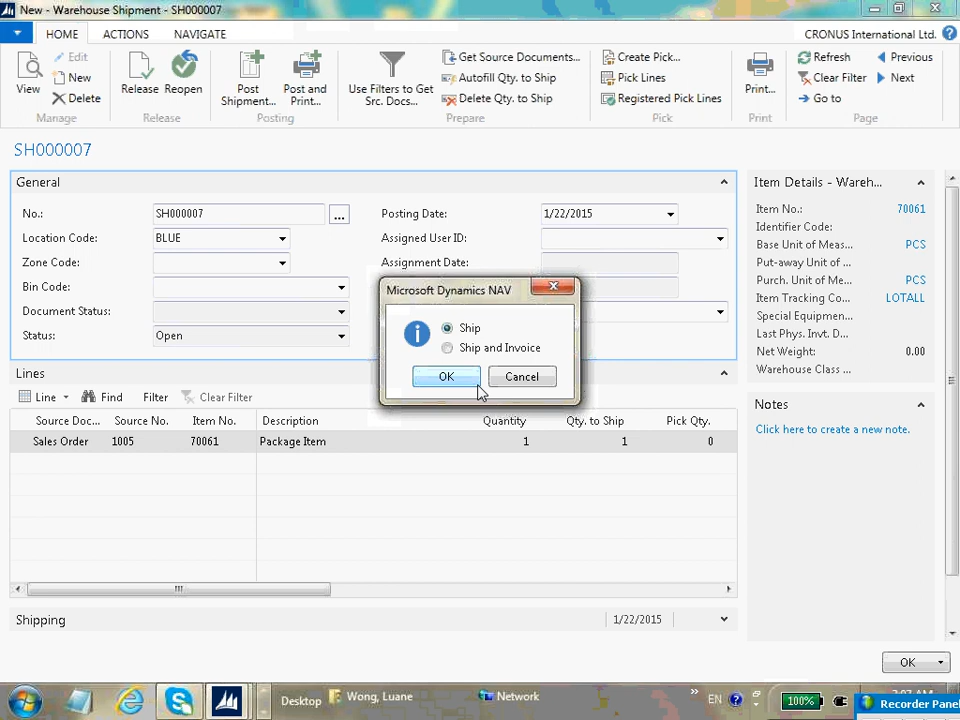 New - Warehouse Shipment - SH000007
HOME ACTIONS NAVIGATE CRONUS International Ltd.
View
Edit
New
Delete
Manage
Release Reopen
Release
Post Shipment...
Post and Print...
Posting
Use Filters to Get Src. Docs...
Get Source Documents...
Autofill Qty. to Ship
Delete Qty. to Ship
Prepare
Create Pick...
Pick Lines
Registered Pick Lines
Pick
Print...
Print
Refresh
Clear Filter
Go to
Previous
Next
Page
SH000007
General
No.: SH000007 ...
Location Code: BLUE
Zone Code:
Bin Code:
Document Status:
Status: Open
Posting Date: 1/22/2015
Assigned User ID:
Assignment Date:
Microsoft Dynamics NAV
Ship
Ship and Invoice
OK Cancel
Lines
Line Find Filter Clear Filter
Source Doc... Source No. Item No. Description Quantity Qty. to Ship Pick Qty.
Sales Order 1005 70061 Package Item 1 1 0
Shipping 1/22/2015
Item Details - Wareh...
Item No.: 70061
Identifier Code:
Base Unit of Meas... PCS
Put-away Unit of ...
Purch. Unit of Me... PCS
Item Tracking Co... LOTALL
Special Equipmen...
Last Phys. Invt. D...
Net Weight: 0.00
Warehouse Class ...
Notes
Click here to create a new note.
OK
Desktop Wong, Luane Network EN 100%
Recorder Pane